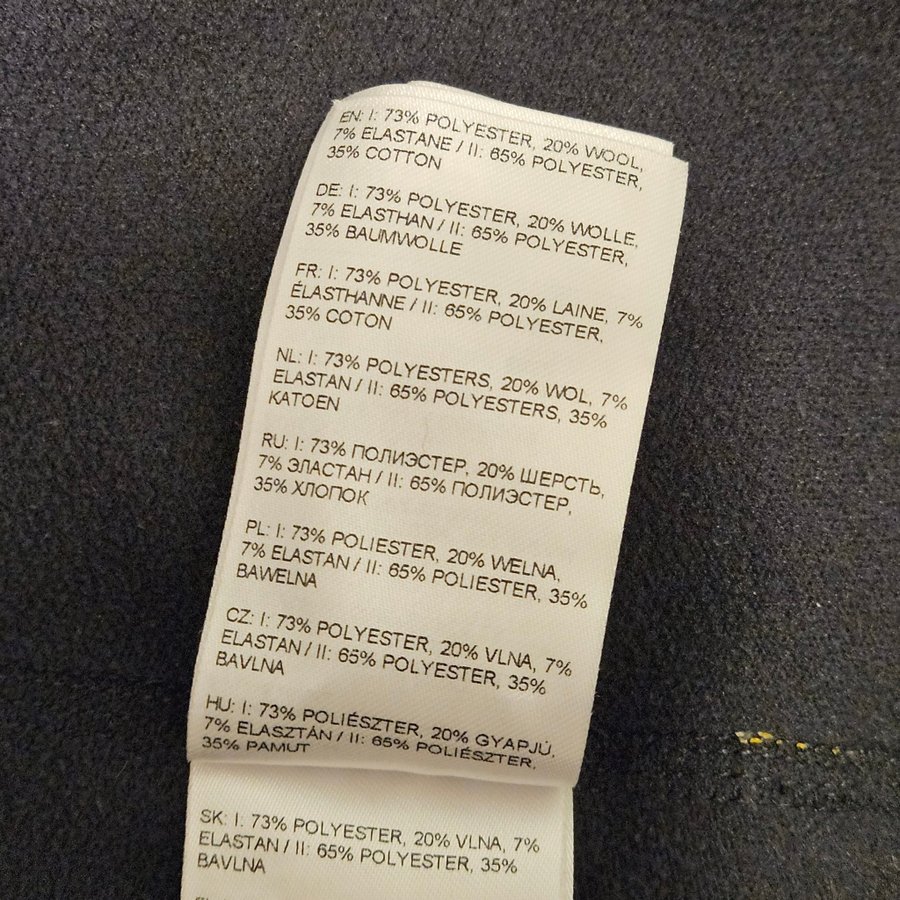 EN: I: 73% POLYESTER, 20% WOOL,
7% ELASTANE / II: 65% POLYESTER,
35% COTTON
DE: I: 73% POLYESTER, 20% WOLLE,
7% ELASTHAN / II: 65% POLYESTER,
35% BAUMWOLLE
FR: I: 73% POLYESTER, 20% LAINE, 7%
ÉLASTHANNE / II: 65% POLYESTER,
35% COTON
NL: I: 73% POLYESTERS, 20% WOL, 7%
ELASTAN / II: 65% POLYESTERS, 35%
KATOEN
RU: I: 73% ПОЛИЭСТЕР, 20% ШЕРСТЬ,
7% ЭЛАСТАН / II: 65% ПОЛИЭСТЕР,
35% ХЛОПОК
PL: I: 73% POLIESTER, 20% WELNA,
7% ELASTAN / II: 65% POLIESTER, 35%
BAWELNA
CZ: I: 73% POLYESTER, 20% VLNA, 7%
ELASTAN / II: 65% POLYESTER, 35%
BAVLNA
HU: I: 73% POLIÉSZTER, 20% GYAPJÚ,
7% ELASZTÁN / II: 65% POLIÉSZTER,
35% PAMUT
SK: I: 73% POLYESTER, 20% VLNA, 7%
ELASTAN / II: 65% POLYESTER, 35%
BAVLNA